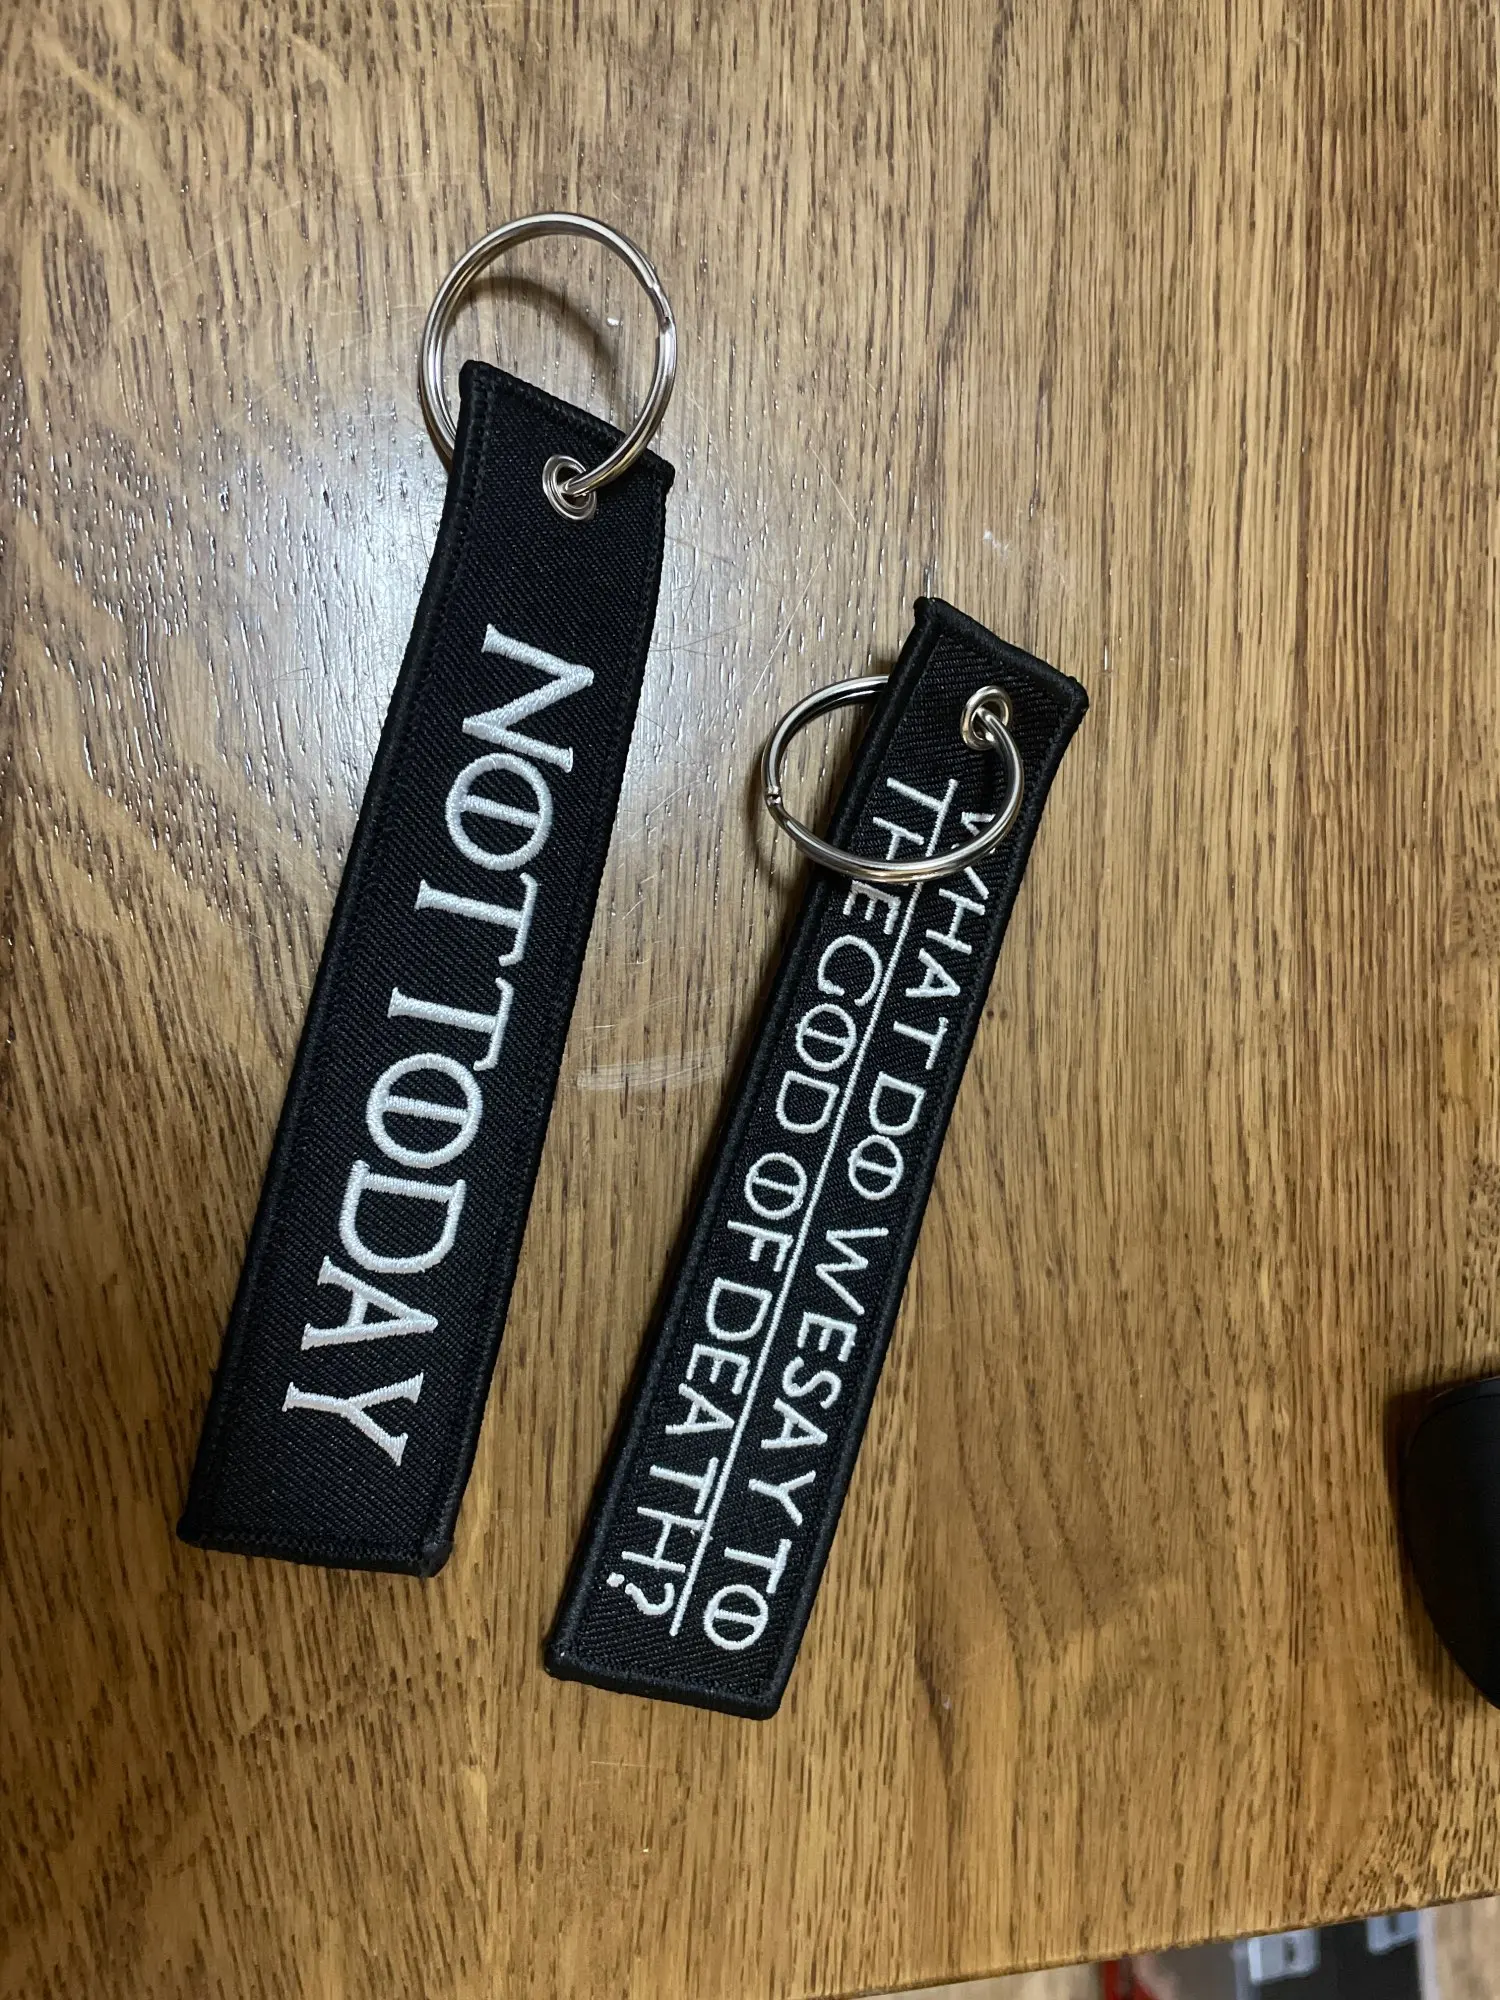 NOT TODAY
WHAT DO WE SAY TO
THE GOD OF DEATH?